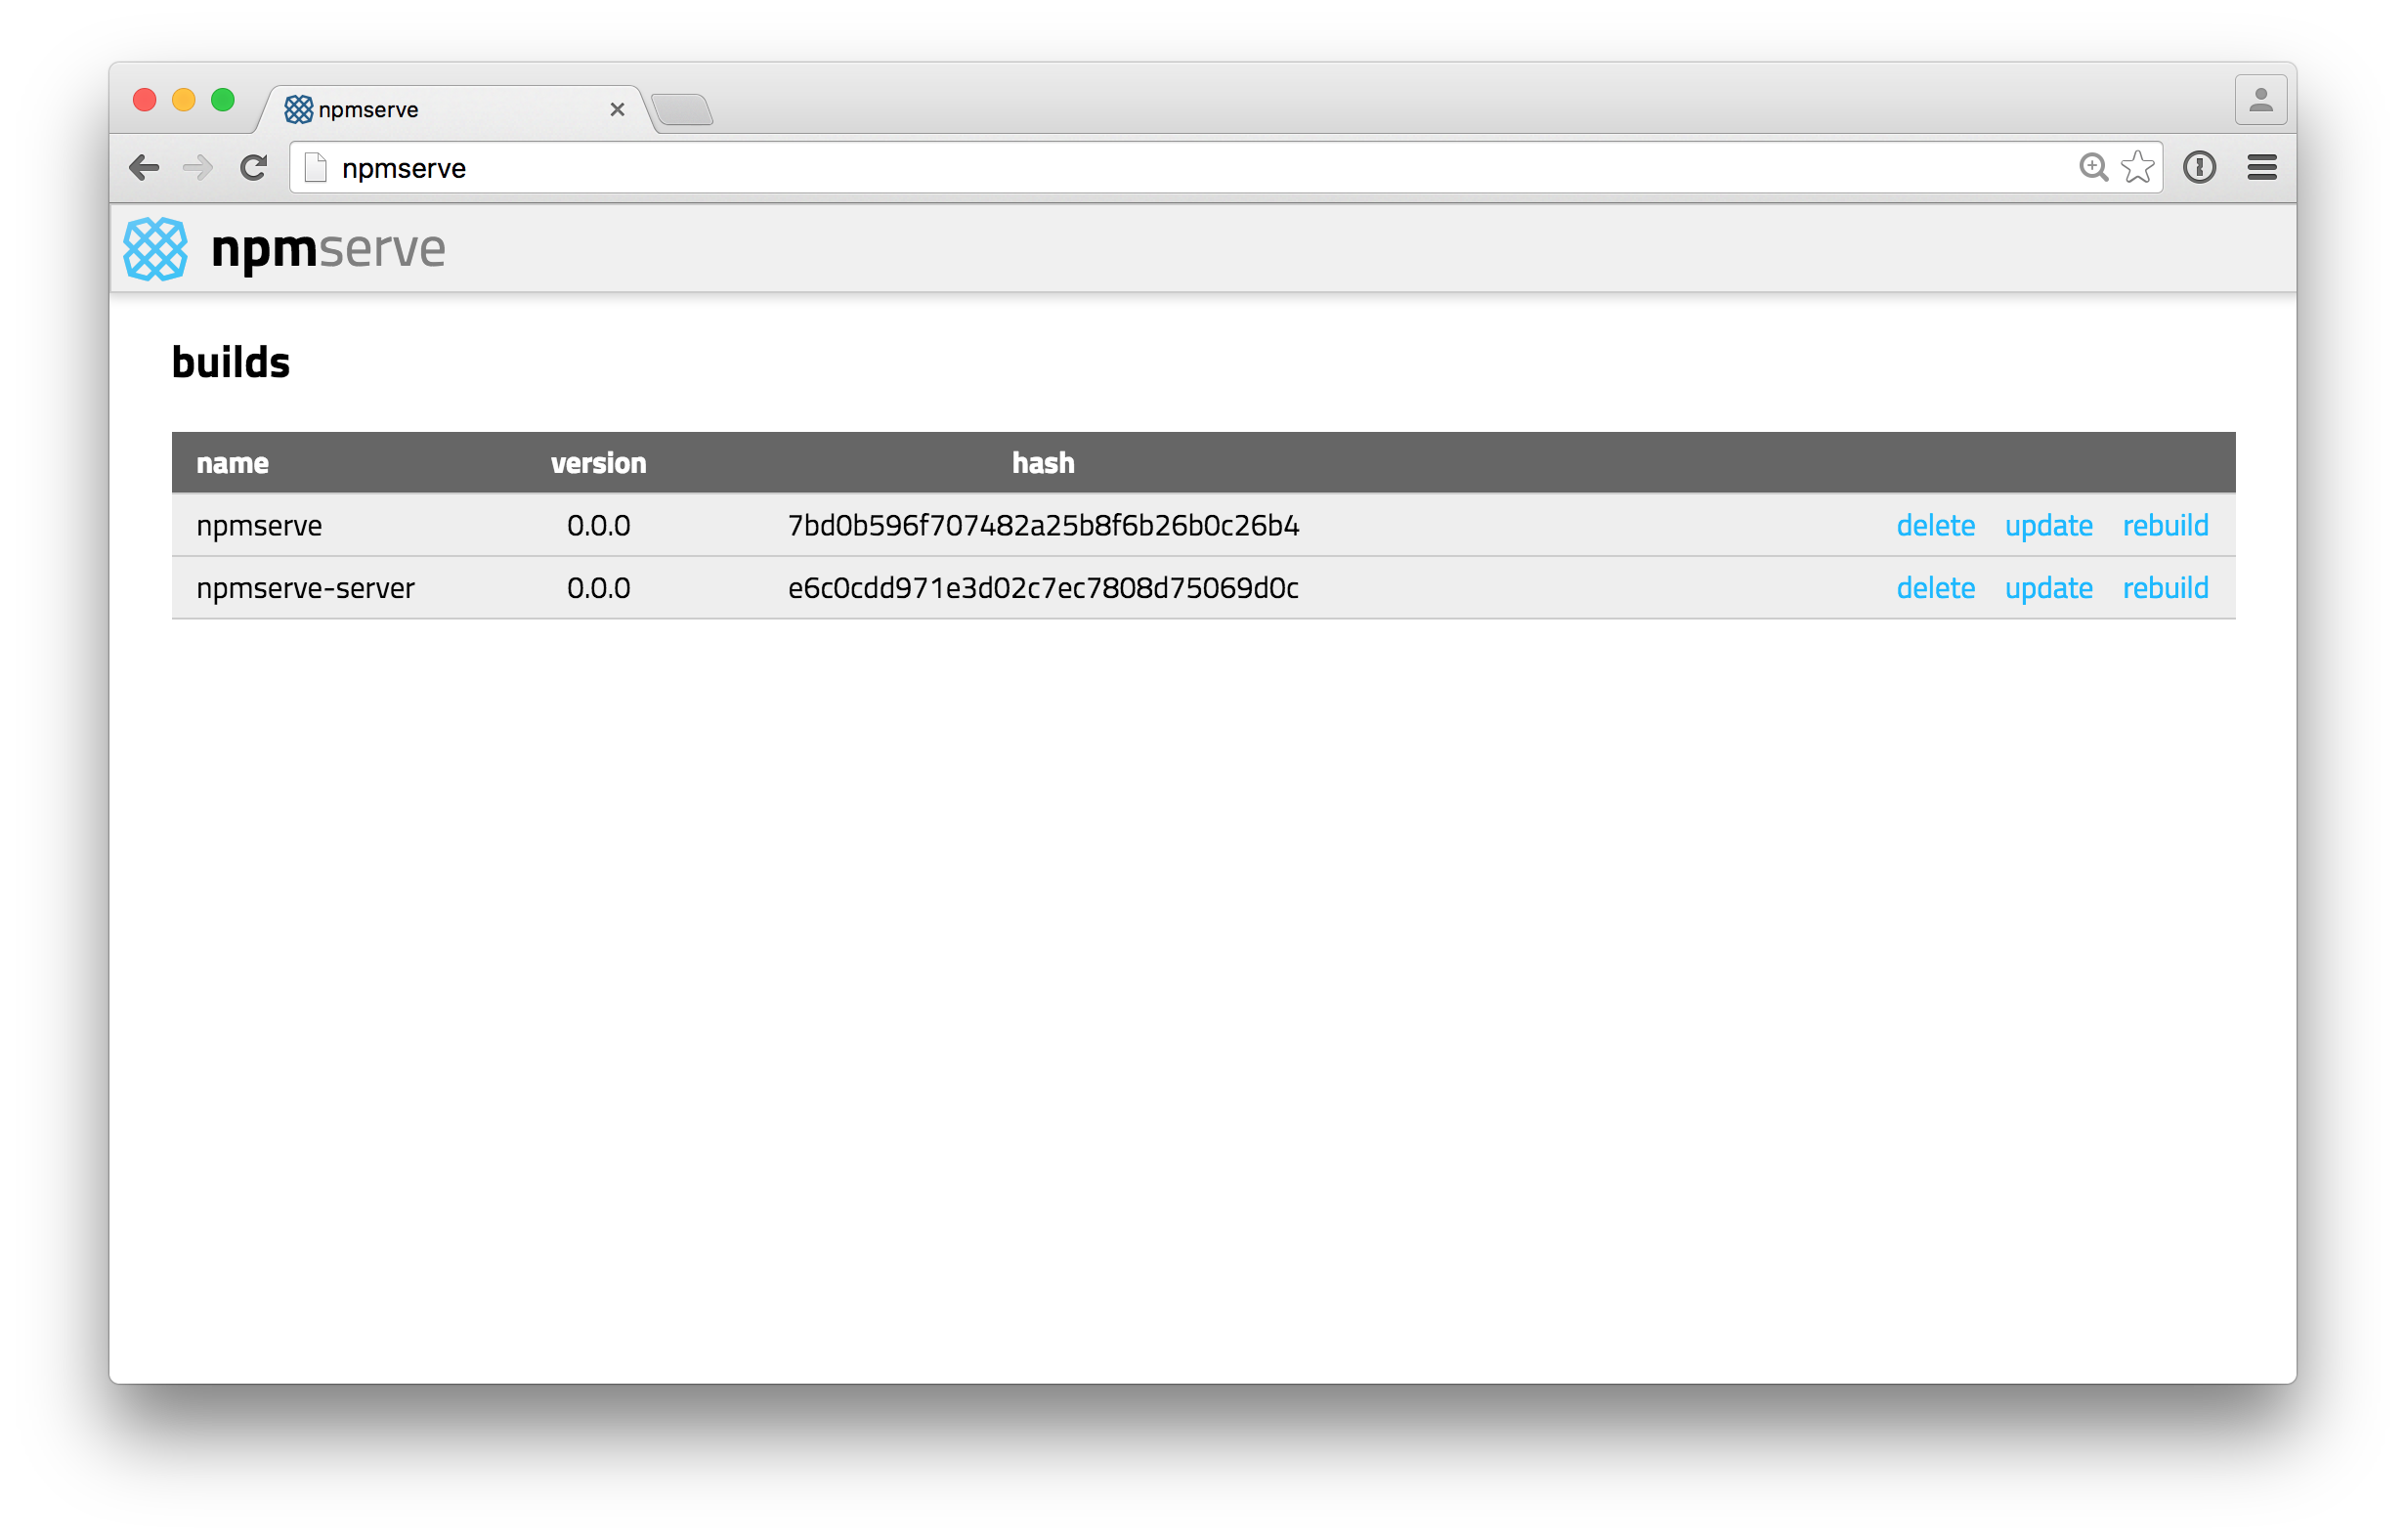 npmserve
npmserve
npmserve
builds
name version hash
npmserve 0.0.0 7bd0b596f707482a25b8f6b26b0c26b4 delete update rebuild
npmserve-server 0.0.0 e6c0cdd971e3d02c7ec7808d75069d0c delete update rebuild